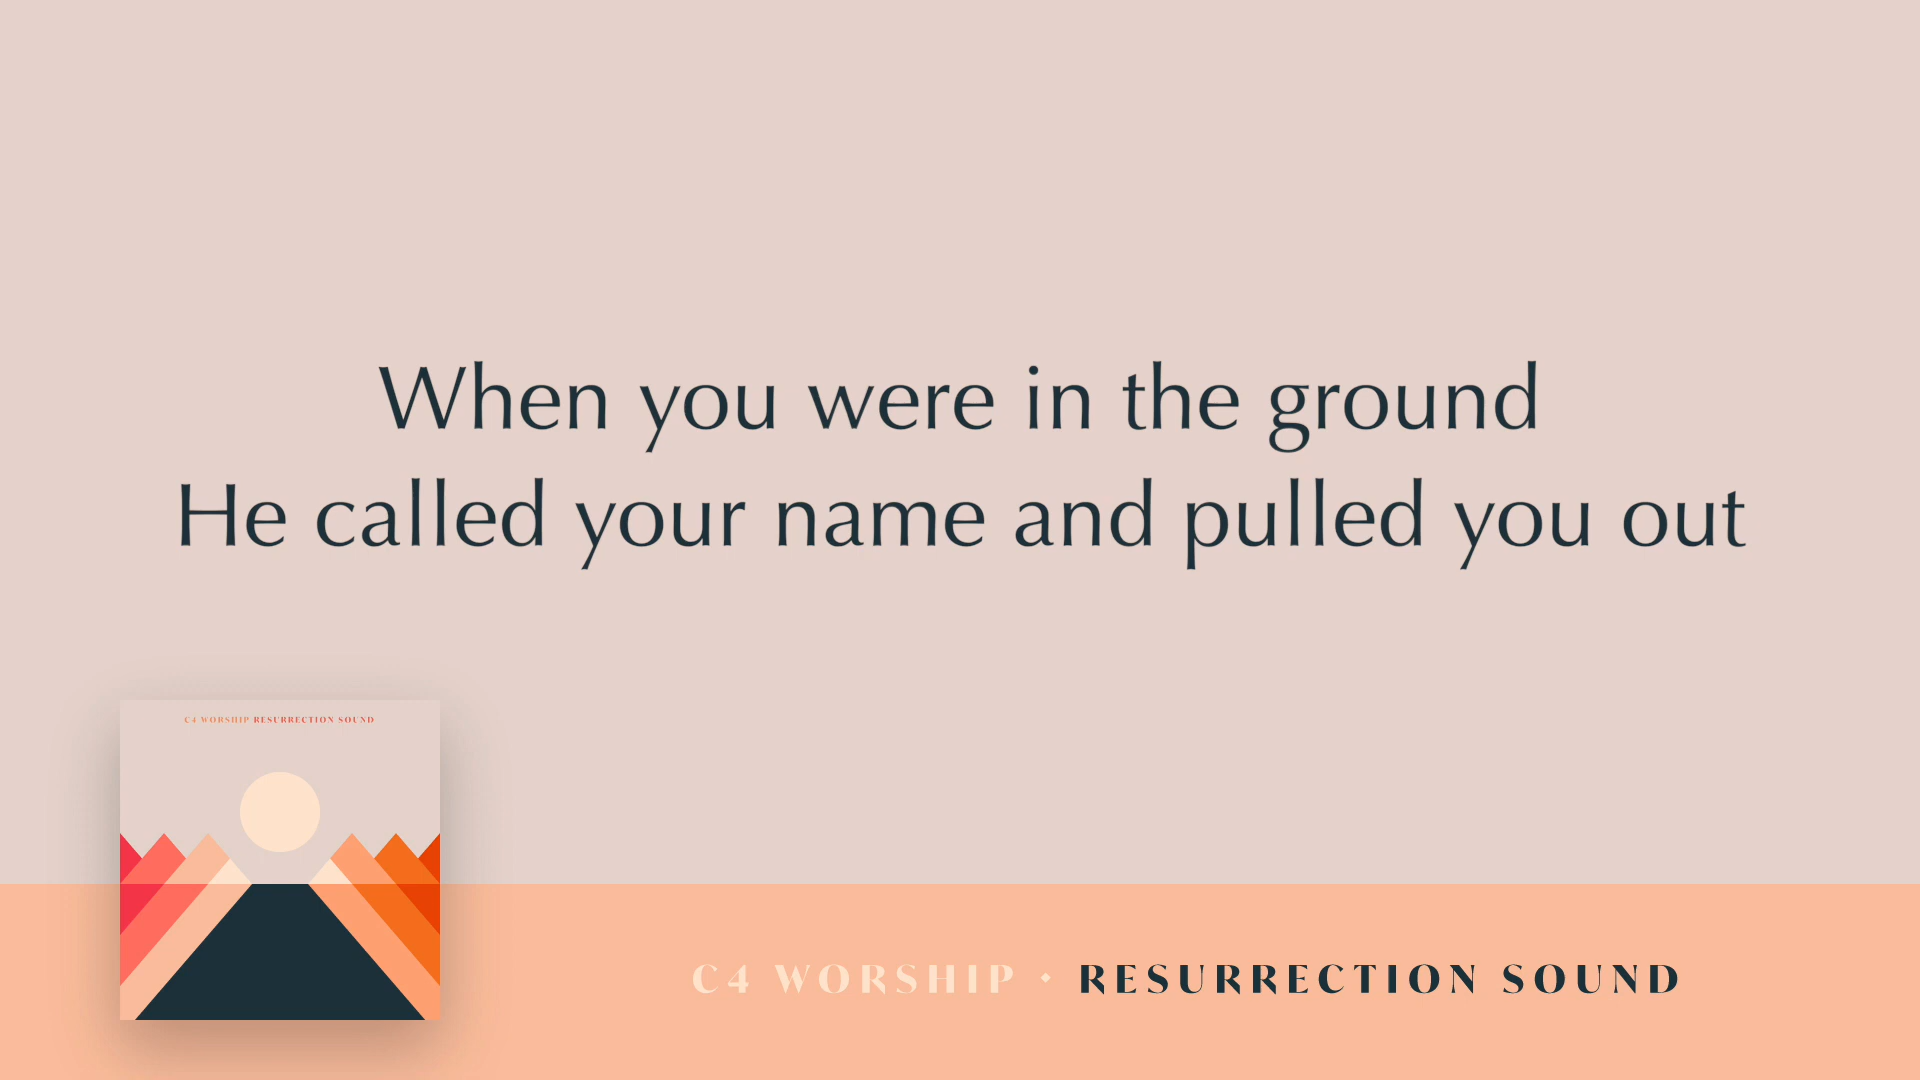 When you were in the ground
He called your name and pulled you out
C4 WORSHIP RESURRECTION SOUND
C4 WORSHIP · RESURRECTION SOUND